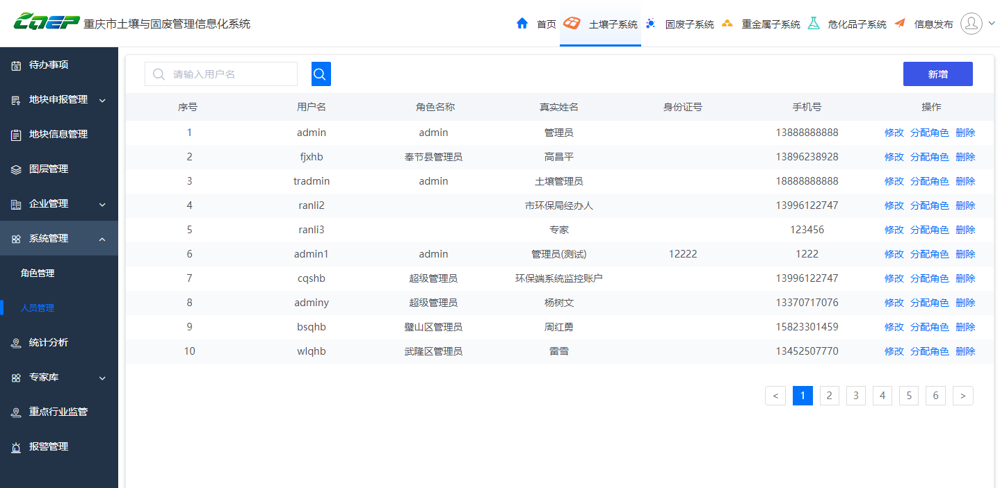 CQEP 重庆市土壤与固废管理信息化系统 首页 土壤子系统 固废子系统 重金属子系统 危化品子系统 信息发布
待办事项
地块申报管理
地块信息管理
图层管理
企业管理
系统管理
角色管理
人员管理
统计分析
专家库
重点行业监管
报警管理
请输入用户名 新增
序号 用户名 角色名称 真实姓名 身份证号 手机号 操作
1 admin admin 管理员 13888888888 修改 分配角色 删除
2 fjxhb 奉节县管理员 高昌平 13896238928 修改 分配角色 删除
3 tradmin admin 土壤管理员 18888888888 修改 分配角色 删除
4 ranli2 市环保局经办人 13996122747 修改 分配角色 删除
5 ranli3 专家 123456 修改 分配角色 删除
6 admin1 admin 管理员(测试) 12222 1222 修改 分配角色 删除
7 cqshb 超级管理员 环保端系统监控账户 13996122747 修改 分配角色 删除
8 adminy 超级管理员 杨树文 13370717076 修改 分配角色 删除
9 bsqhb 璧山区管理员 周红勇 15823301459 修改 分配角色 删除
10 wlqhb 武隆区管理员 雷雪 13452507770 修改 分配角色 删除
< 1 2 3 4 5 6 >